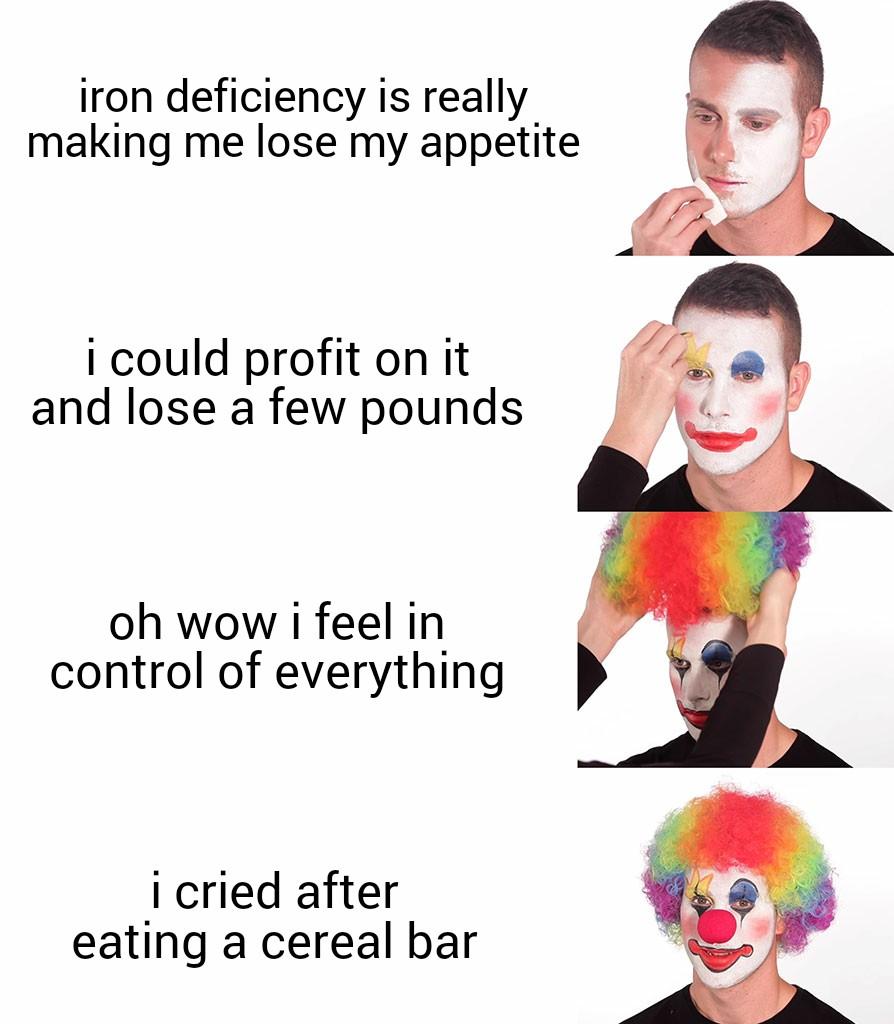 iron deficiency is really
making me lose my appetite
i could profit on it
and lose a few pounds
oh wow i feel in
control of everything
i cried after
eating a cereal bar